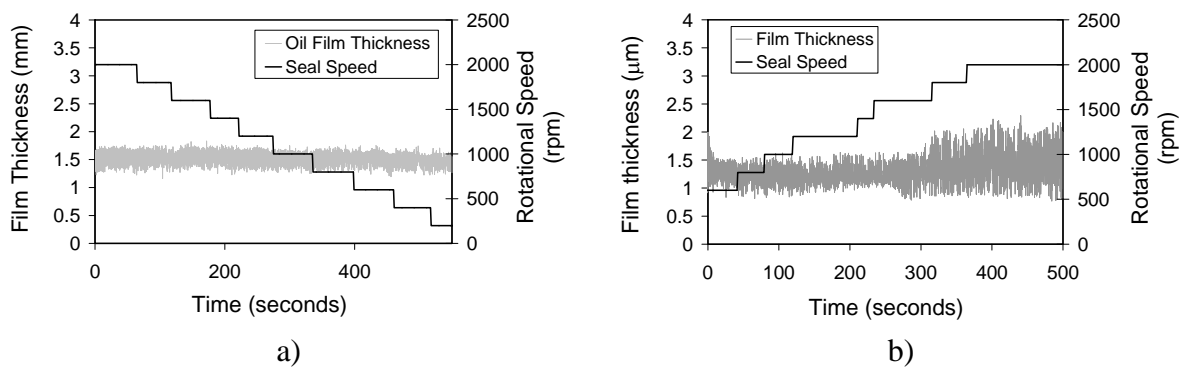 Film Thickness (mm)
4
3.5
3
2.5
2
1.5
1
0.5
0
Oil Film Thickness
Seal Speed
2500
2000
1500
1000
500
0
Rotational Speed
(rpm)
0 200 400
Time (seconds)
a)
Film thickness (μm)
4
3.5
3
2.5
2
1.5
1
0.5
0
Film Thickness
Seal Speed
2500
2000
1500
1000
500
0
Rotational Speed
(rpm)
0 100 200 300 400 500
Time (seconds)
b)